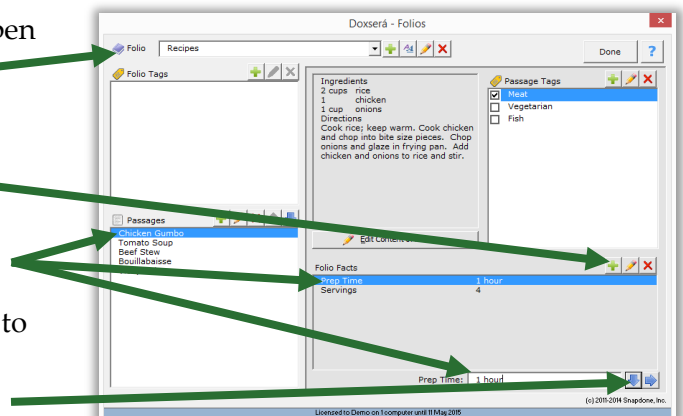 pen
to
Doxserá - Folios
x
Folio Recipes
Done ?
Folio Tags
Ingredients
2 cups rice
1 chicken
1 cup onions
Directions
Cook rice; keep warm. Cook chicken
and chop into bite size pieces. Chop
onions and glaze in frying pan. Add
chicken and onions to rice and stir.
Passage Tags
Meat
Vegetarian
Fish
Passages
Chicken Gumbo
Tomato Soup
Beef Stew
Bouillabaisse
Edit Content
Folio Facts
Prep Time 1 hour
Servings 4
Prep Time: 1 hour
(c) 2011-2014 Snapdone, Inc.
Licensed to Demo on 1 computer until 11 May 2015